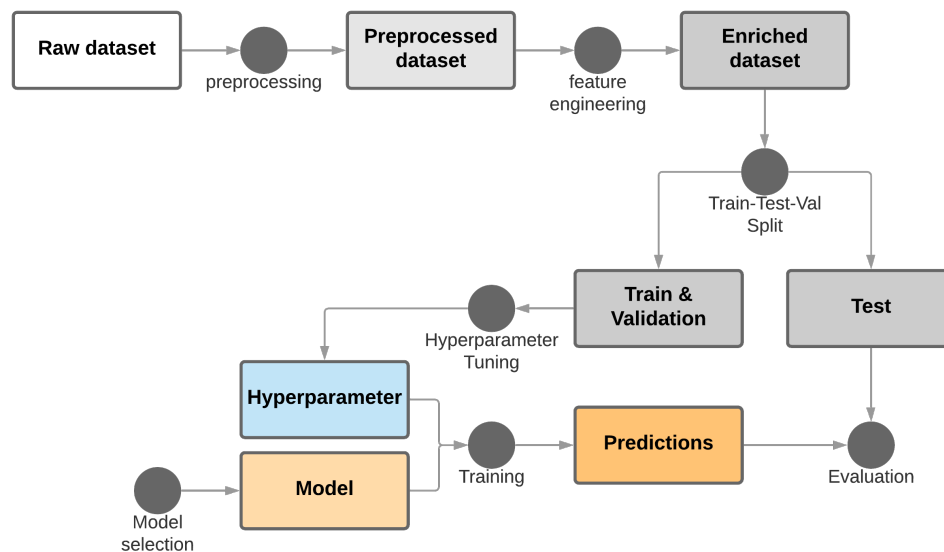 Raw dataset
preprocessing
Preprocessed
dataset
feature
engineering
Enriched
dataset
Train-Test-Val
Split
Train &
Validation
Test
Hyperparameter
Tuning
Hyperparameter
Model
Model
selection
Training
Predictions
Evaluation